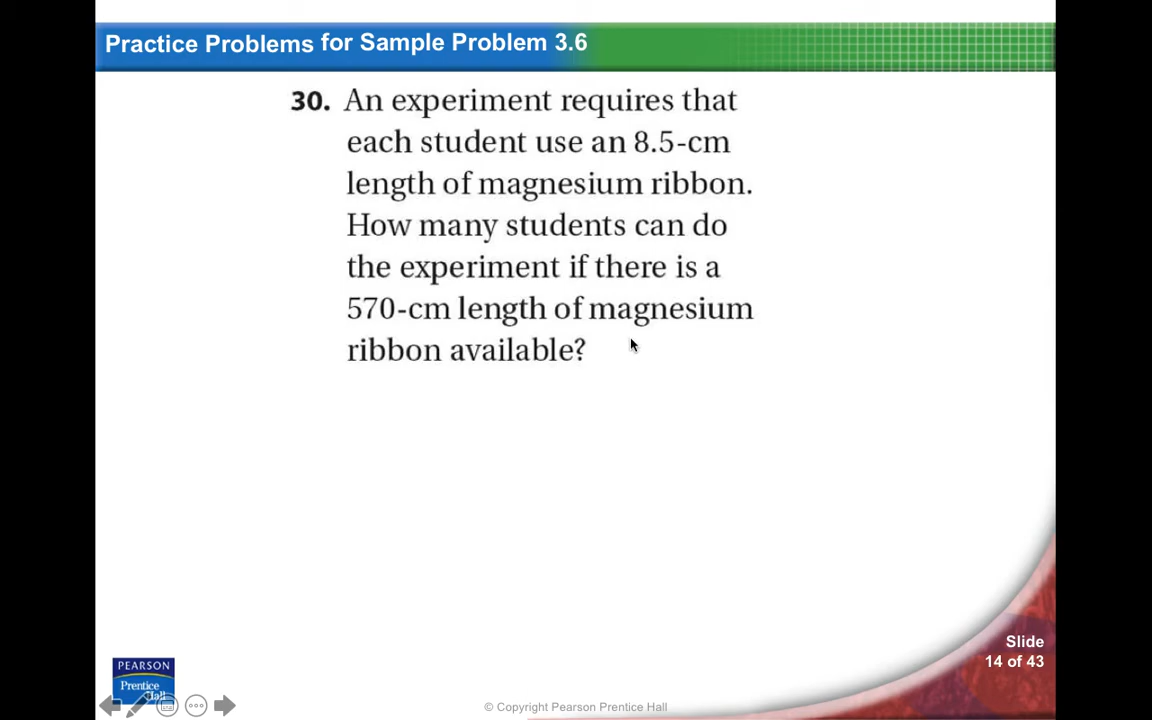 Practice Problems for Sample Problem 3.6
30. An experiment requires that
each student use an 8.5-cm
length of magnesium ribbon.
How many students can do
the experiment if there is a
570-cm length of magnesium
ribbon available?
Slide
14 of 43
PEARSON
Prentice
Hall
© Copyright Pearson Prentice Hall